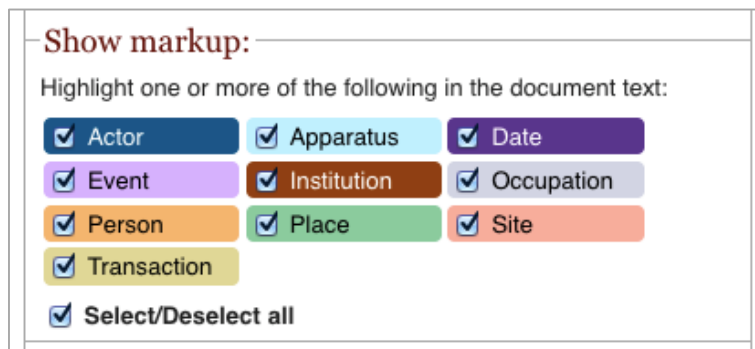 Show markup:
Highlight one or more of the following in the document text:
Actor Apparatus Date
Event Institution Occupation
Person Place Site
Transaction
Select/Deselect all